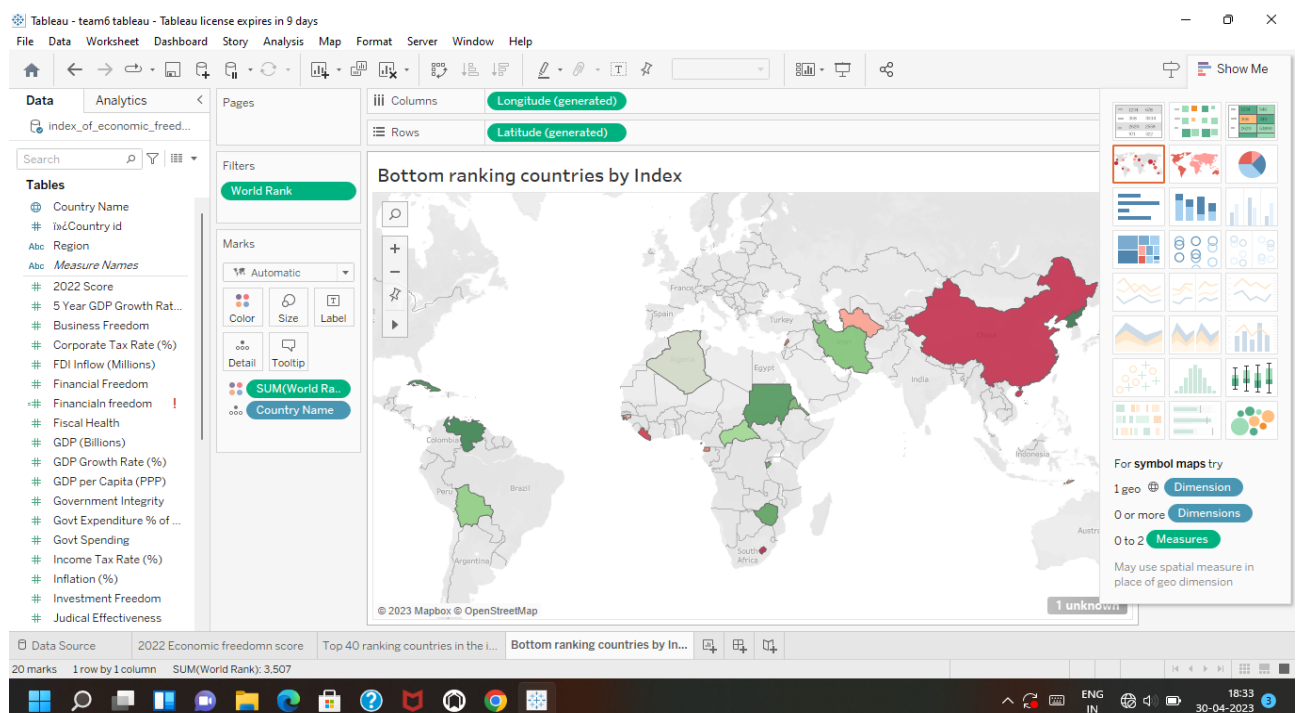 Tableau - team6 tableau - Tableau license expires in 9 days
File Data Worksheet Dashboard Story Analysis Map Format Server Window Help
Show Me
Data Analytics
Pages
iii Columns
Longitude (generated)
Rows
Latitude (generated)
index_of_economic_freed...
Search
Tables
Country Name
ï»¿Country id
Abc Region
Abc Measure Names
# 2022 Score
# 5 Year GDP Growth Rat...
# Business Freedom
# Corporate Tax Rate (%)
# FDI Inflow (Millions)
# Financial Freedom
=# Financialn freedom !
# Fiscal Health
# GDP (Billions)
# GDP Growth Rate (%)
# GDP per Capita (PPP)
# Government Integrity
# Govt Expenditure % of ...
# Govt Spending
# Income Tax Rate (%)
# Inflation (%)
# Investment Freedom
# Judical Effectiveness
Filters
World Rank
Marks
Automatic
Color Size Label
Detail Tooltip
SUM(World Ra..
Country Name
Bottom ranking countries by Index
France
Spain
Turkey
China
Iran
Algeria
Egypt
India
Colombia
Indonesia
Peru
Brazil
Austra
Argentina
South
Africa
© 2023 Mapbox © OpenStreetMap
1 unknown
For symbol maps try
1 geo Dimension
0 or more Dimensions
0 to 2 Measures
May use spatial measure in
place of geo dimension
Data Source 2022 Economic freedomn score Top 40 ranking countries in the i... Bottom ranking countries by In...
20 marks 1 row by 1 column SUM(World Rank): 3,507
ENG
IN
18:33
30-04-2023
3